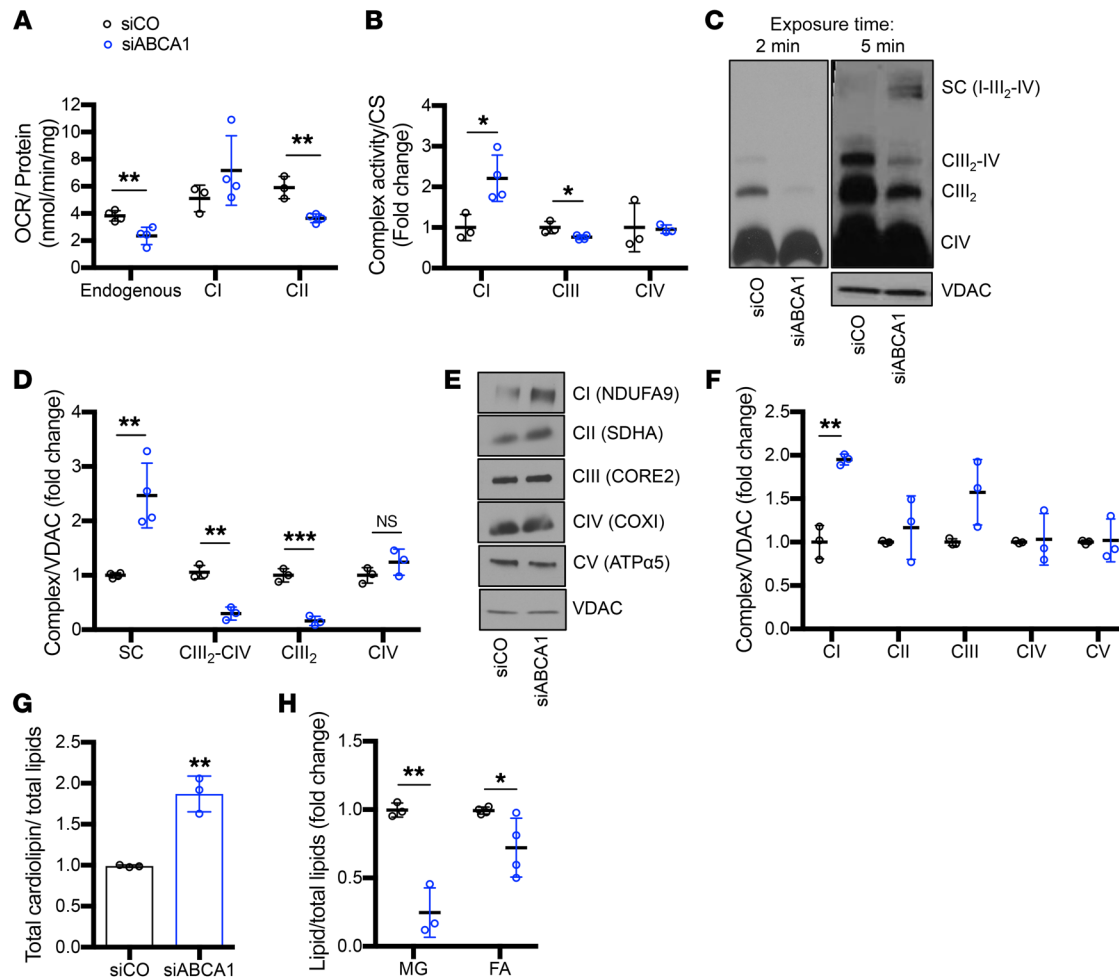 A
siCO
siABCA1
OCR/ Protein
(nmol/min/mg)
12
10
8
6
4
2
0
**
**
Endogenous
CI
CII
B
Complex activity/CS
(Fold change)
4
3
2
1
0
*
*
CI
CIII
CIV
C
Exposure time:
2 min
5 min
SC (I-III2-IV)
CIII2-IV
CIII2
CIV
VDAC
siCO
siABCA1
siCO
siABCA1
D
Complex/VDAC (fold change)
4
3
2
1
0
**
**
***
NS
SC
CIII2-CIV
CIII2
CIV
E
CI (NDUFA9)
CII (SDHA)
CIII (CORE2)
CIV (COXI)
CV (ATPα5)
VDAC
siCO
siABCA1
F
Complex/VDAC (fold change)
2.5
2.0
1.5
1.0
0.5
0.0
**
CI
CII
CIII
CIV
CV
G
Total cardiolipin/ total lipids
2.5
2.0
1.5
1.0
0.5
0.0
**
siCO
siABCA1
H
Lipid/total lipids (fold change)
1.5
1.0
0.5
0.0
**
*
MG
FA